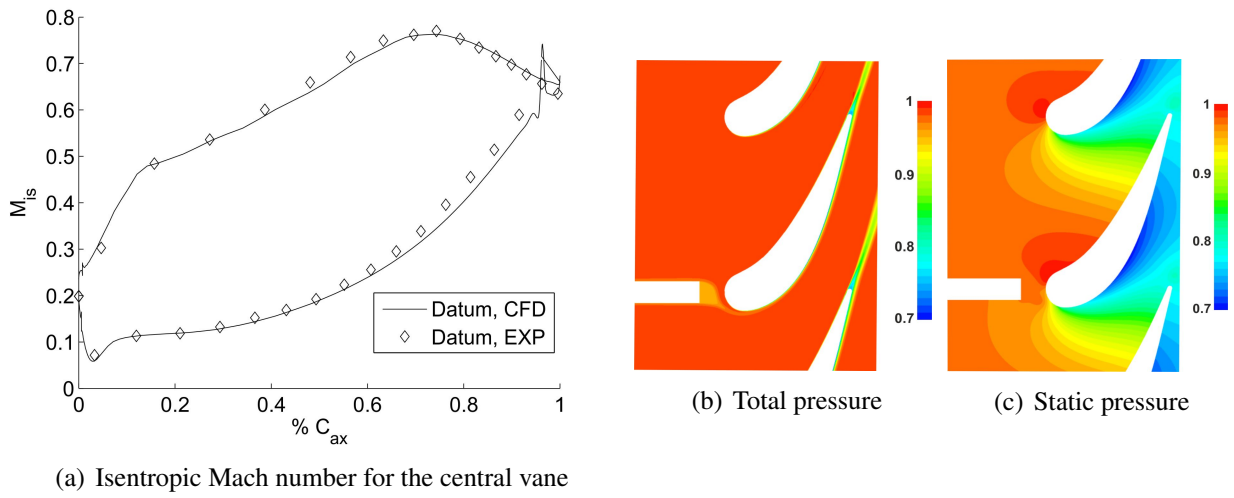 0.8
0.7
0.6
0.5
0.4
0.3
0.2
0.1
0
M_is
0 0.2 0.4 0.6 0.8 1
% C_ax
Datum, CFD
Datum, EXP
(a) Isentropic Mach number for the central vane
1
0.9
0.8
0.7
(b) Total pressure
1
0.9
0.8
0.7
(c) Static pressure